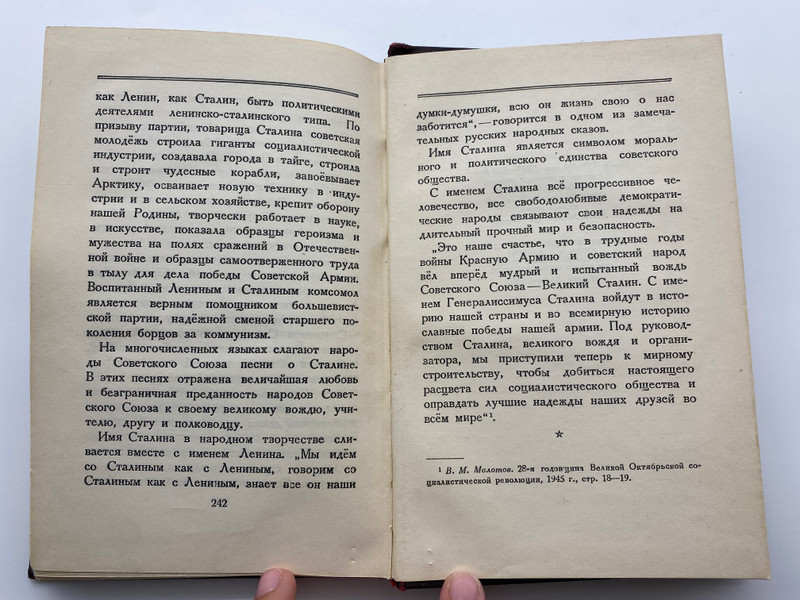 как Ленин, как Сталин, быть политическими
деятелями ленинско-сталинского типа. По
призыву партии, товарища Сталина советская
молодёжь строила гиганты социалистической
индустрии, создавала города в тайге, строила
и строит чудесные корабли, завоёвывает
Арктику, осваивает новую технику в инду-
стрии и в сельском хозяйстве, крепит оборону
нашей Родины, творчески работает в науке,
в искусстве, показала образцы героизма и
мужества на полях сражений в Отечествен-
ной войне и образцы самоотверженного труда
в тылу для дела победы Советской Армии.
Воспитанный Лениным и Сталиным комсомол
является верным помощником большевист-
ской партии, надёжной сменой старшего по-
коления борцов за коммунизм.
На многочисленных языках слагают наро-
ды Советского Союза песни о Сталине.
В этих песнях отражена величайшая любовь
и безграничная преданность народов Совет-
ского Союза к своему великому вождю, учи-
телю, другу и полководцу.
Имя Сталина в народном творчестве сли-
вается вместе с именем Ленина. „Мы идём
со Сталиным как с Лениным, говорим со
Сталиным как с Лениным, знает все он наши
242
думки-думушки, всю он жизнь свою о нас
заботится“, — говорится в одном из замеча-
тельных русских народных сказов.
Имя Сталина является символом мораль-
ного и политического единства советского
общества.
С именем Сталина всё прогрессивное че-
ловечество, все свободолюбивые демократи-
ческие народы связывают свои надежды на
длительный прочный мир и безопасность.
„Это наше счастье, что в трудные годы
войны Красную Армию и советский народ
вёл вперёд мудрый и испытанный вождь
Советского Союза — Великий Сталин. С име-
нем Генералиссимуса Сталина войдут в исто-
рию нашей страны и во всемирную историю
славные победы нашей армии. Под руковод-
ством Сталина, великого вождя и органи-
затора, мы приступили теперь к мирному
строительству, чтобы добиться настоящего
расцвета сил социалистического общества и
оправдать лучшие надежды наших друзей во
всём мире“¹.
☆
¹ В. М. Молотов. 28-я годовщина Великой Октябрьской со-
циалистической революции, 1945 г., стр. 18—19.